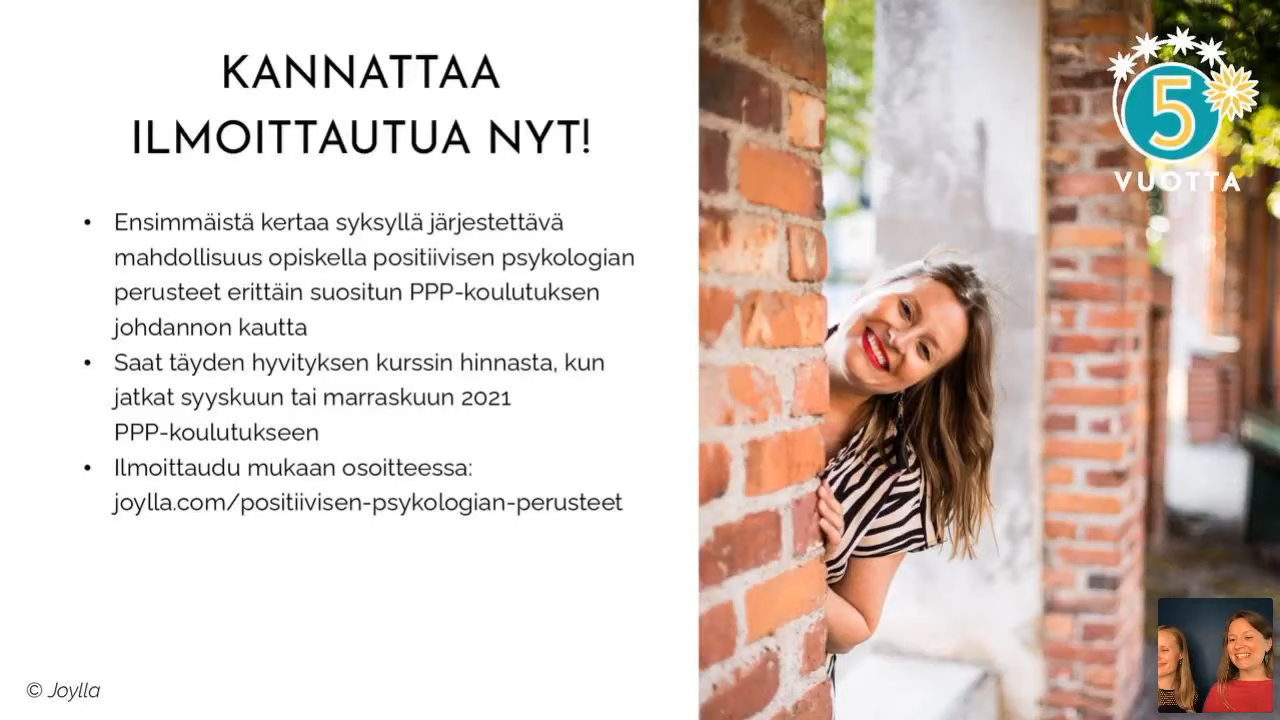 KANNATTAA
ILMOITTAUTUA NYT!
• Ensimmäistä kertaa syksyllä järjestettävä
mahdollisuus opiskella positiivisen psykologian
perusteet erittäin suositun PPP-koulutuksen
johdannon kautta
• Saat täyden hyvityksen kurssin hinnasta, kun
jatkat syyskuun tai marraskuun 2021
PPP-koulutukseen
• Ilmoittaudu mukaan osoitteessa:
joylla.com/positiivisen-psykologian-perusteet
© Joylla
5
VUOTTA